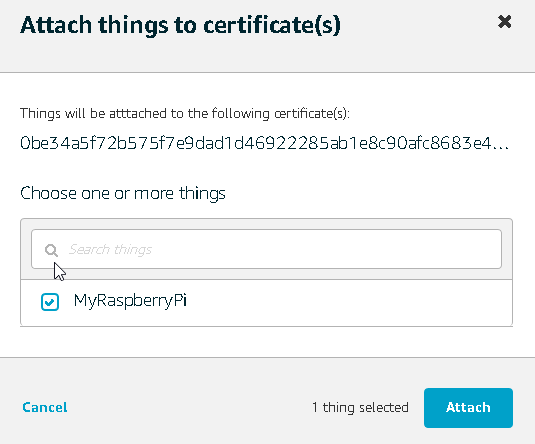 Attach things to certificate(s)
Things will be atttached to the following certificate(s):
0be34a5f72b575f7e9dad1d46922285ab1e8c90afc8683e4...
Choose one or more things
Search things
MyRaspberryPi
Cancel 1 thing selected Attach